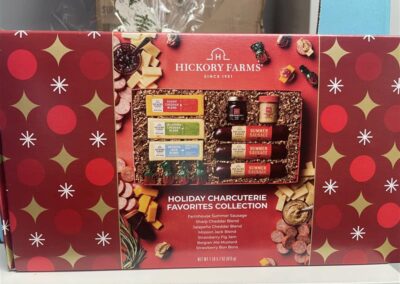 HICKORY FARMS
SINCE 1951
SUMMER
SAUSAGE
SUMMER
SAUSAGE
SUMMER
SAUSAGE
HOLIDAY CHARCUTERIE
FAVORITES COLLECTION
Farmhouse Summer Sausage
Sharp Cheddar Blend
Jalapeño Cheddar Blend
Mission Jack Blend
Strawberry Fig Jam
Belgian Ale Mustard
Strawberry Bon Bons